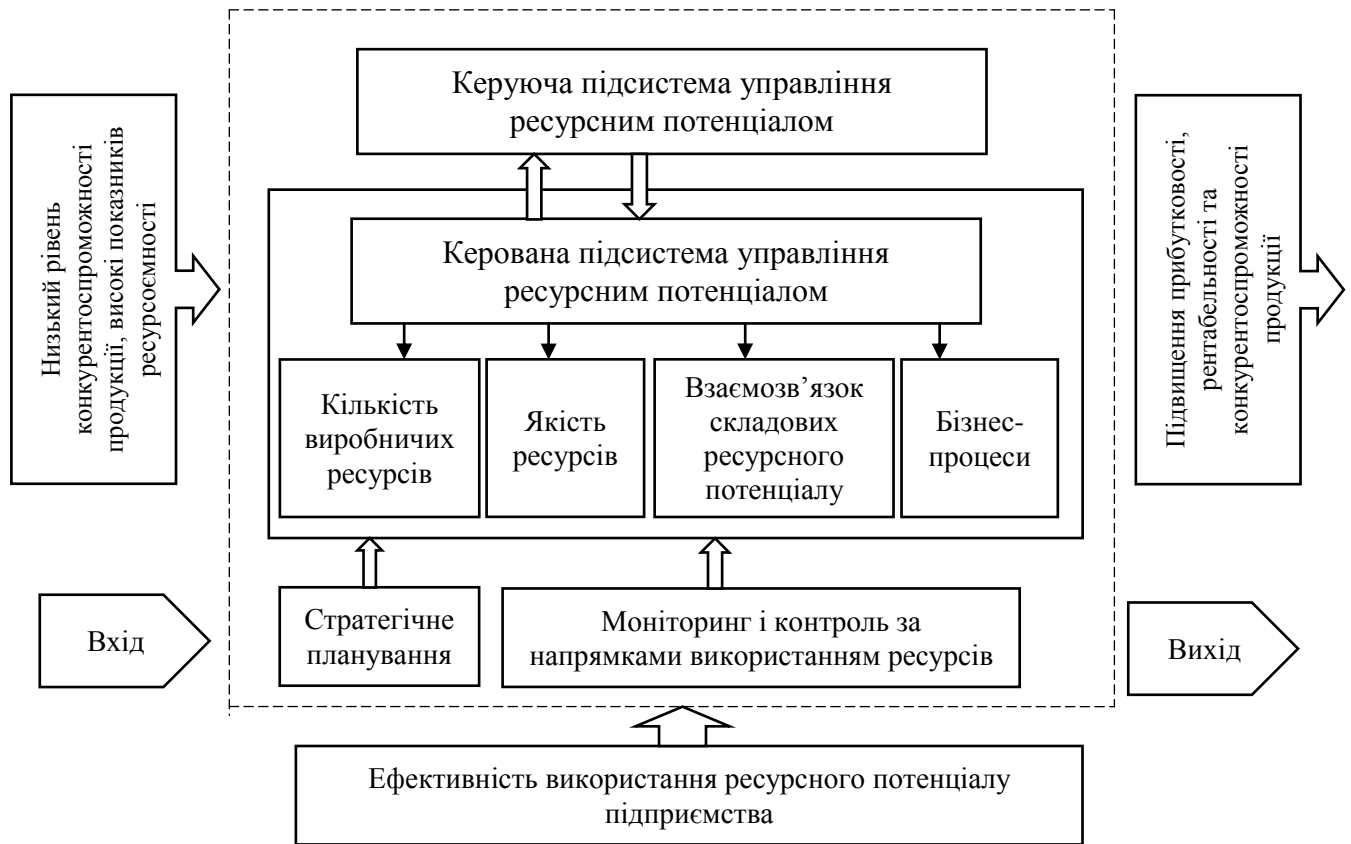 Керуюча підсистема управління
ресурсним потенціалом
Низький рівень
конкурентоспроможності
продукції, високі показників
ресурсоємності
Підвищення прибутковості,
рентабельності та
конкурентоспроможності
продукції
Керована підсистема управління
ресурсним потенціалом
Кількість
виробничих
ресурсів
Якість
ресурсів
Взаємозв’язок
складових
ресурсного
потенціалу
Бізнес-
процеси
Вхід
Стратегічне
планування
Моніторинг і контроль за
напрямками використанням ресурсів
Вихід
Ефективність використання ресурсного потенціалу
підприємства